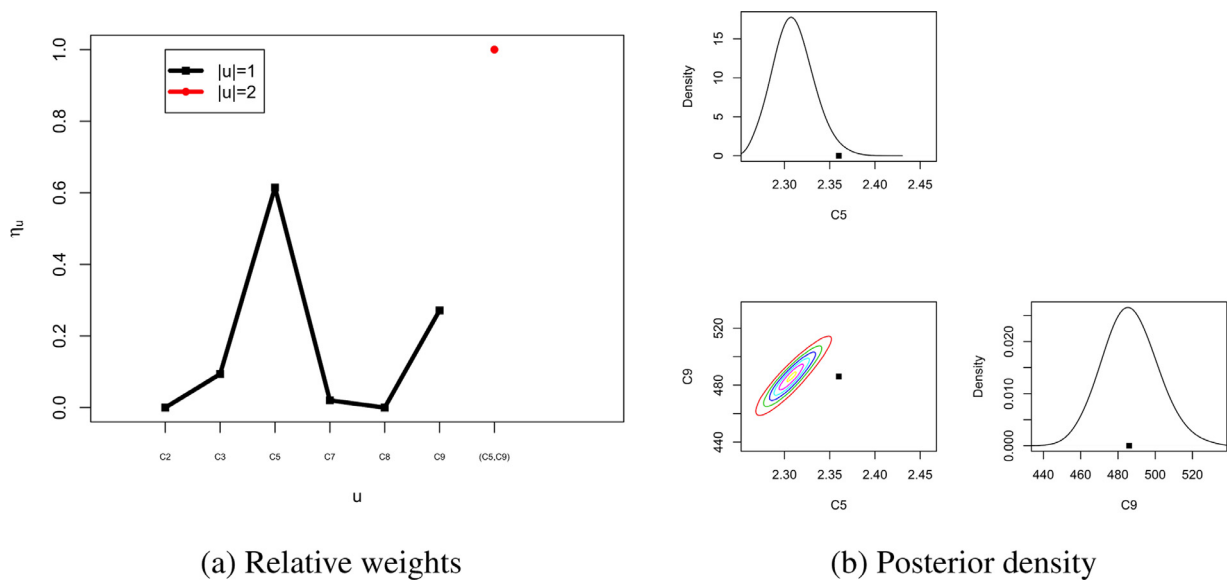 |u|=1
|u|=2
1.0
0.8
0.6
0.4
0.2
0.0
ηu
C2 C3 C5 C7 C8 C9 (C5,C9)
u
(a) Relative weights
15
10
5
0
Density
2.30 2.35 2.40 2.45
C5
520
480
440
C9
2.30 2.35 2.40 2.45
C5
0.020
0.010
0.000
Density
440 460 480 500 520
C9
(b) Posterior density